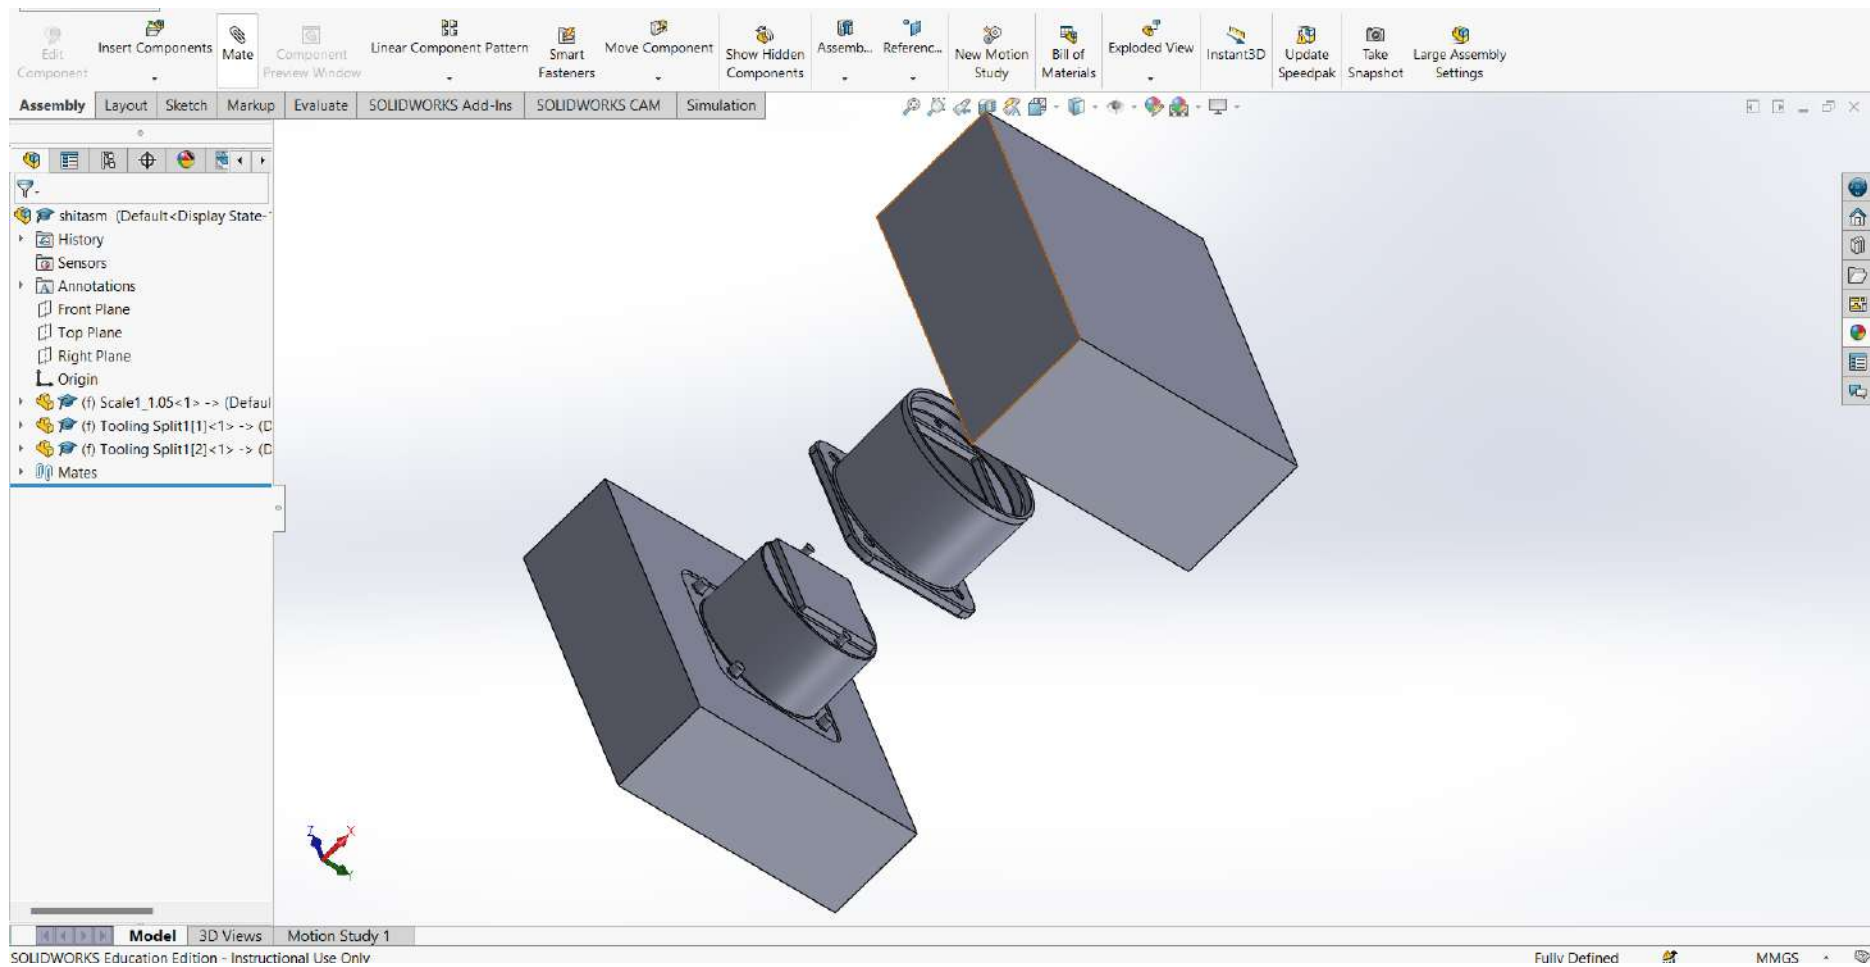 Edit Component
Insert Components
Mate
Component Preview Window
Linear Component Pattern
Smart Fasteners
Move Component
Show Hidden Components
Assemb...
Referenc...
New Motion Study
Bill of Materials
Exploded View
Instant3D
Update Speedpak
Take Snapshot
Large Assembly Settings
Assembly Layout Sketch Markup Evaluate SOLIDWORKS Add-Ins SOLIDWORKS CAM Simulation
shitasm (Default<Display State-1
History
Sensors
A Annotations
Front Plane
Top Plane
Right Plane
Origin
(f) Scale1_1.05<1> -> (Defaul
(f) Tooling Split1[1]<1> -> (D
(f) Tooling Split1[2]<1> -> (D
Mates
Z X
Y
Model 3D Views Motion Study 1
SOLIDWORKS Education Edition - Instructional Use Only Fully Defined MMGS